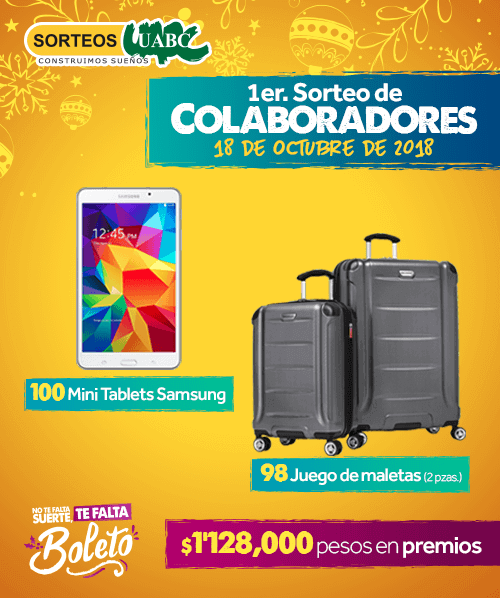 SORTEOS UABC
CONSTRUIMOS SUEÑOS
1er. Sorteo de
COLABORADORES
18 DE OCTUBRE DE 2018
SAMSUNG
12:45 PM
100 Mini Tablets Samsung
98 Juego de maletas (2 pzas.)
NO TE FALTA
SUERTE, TE FALTA
Boleto
$1'128,000 pesos en premios